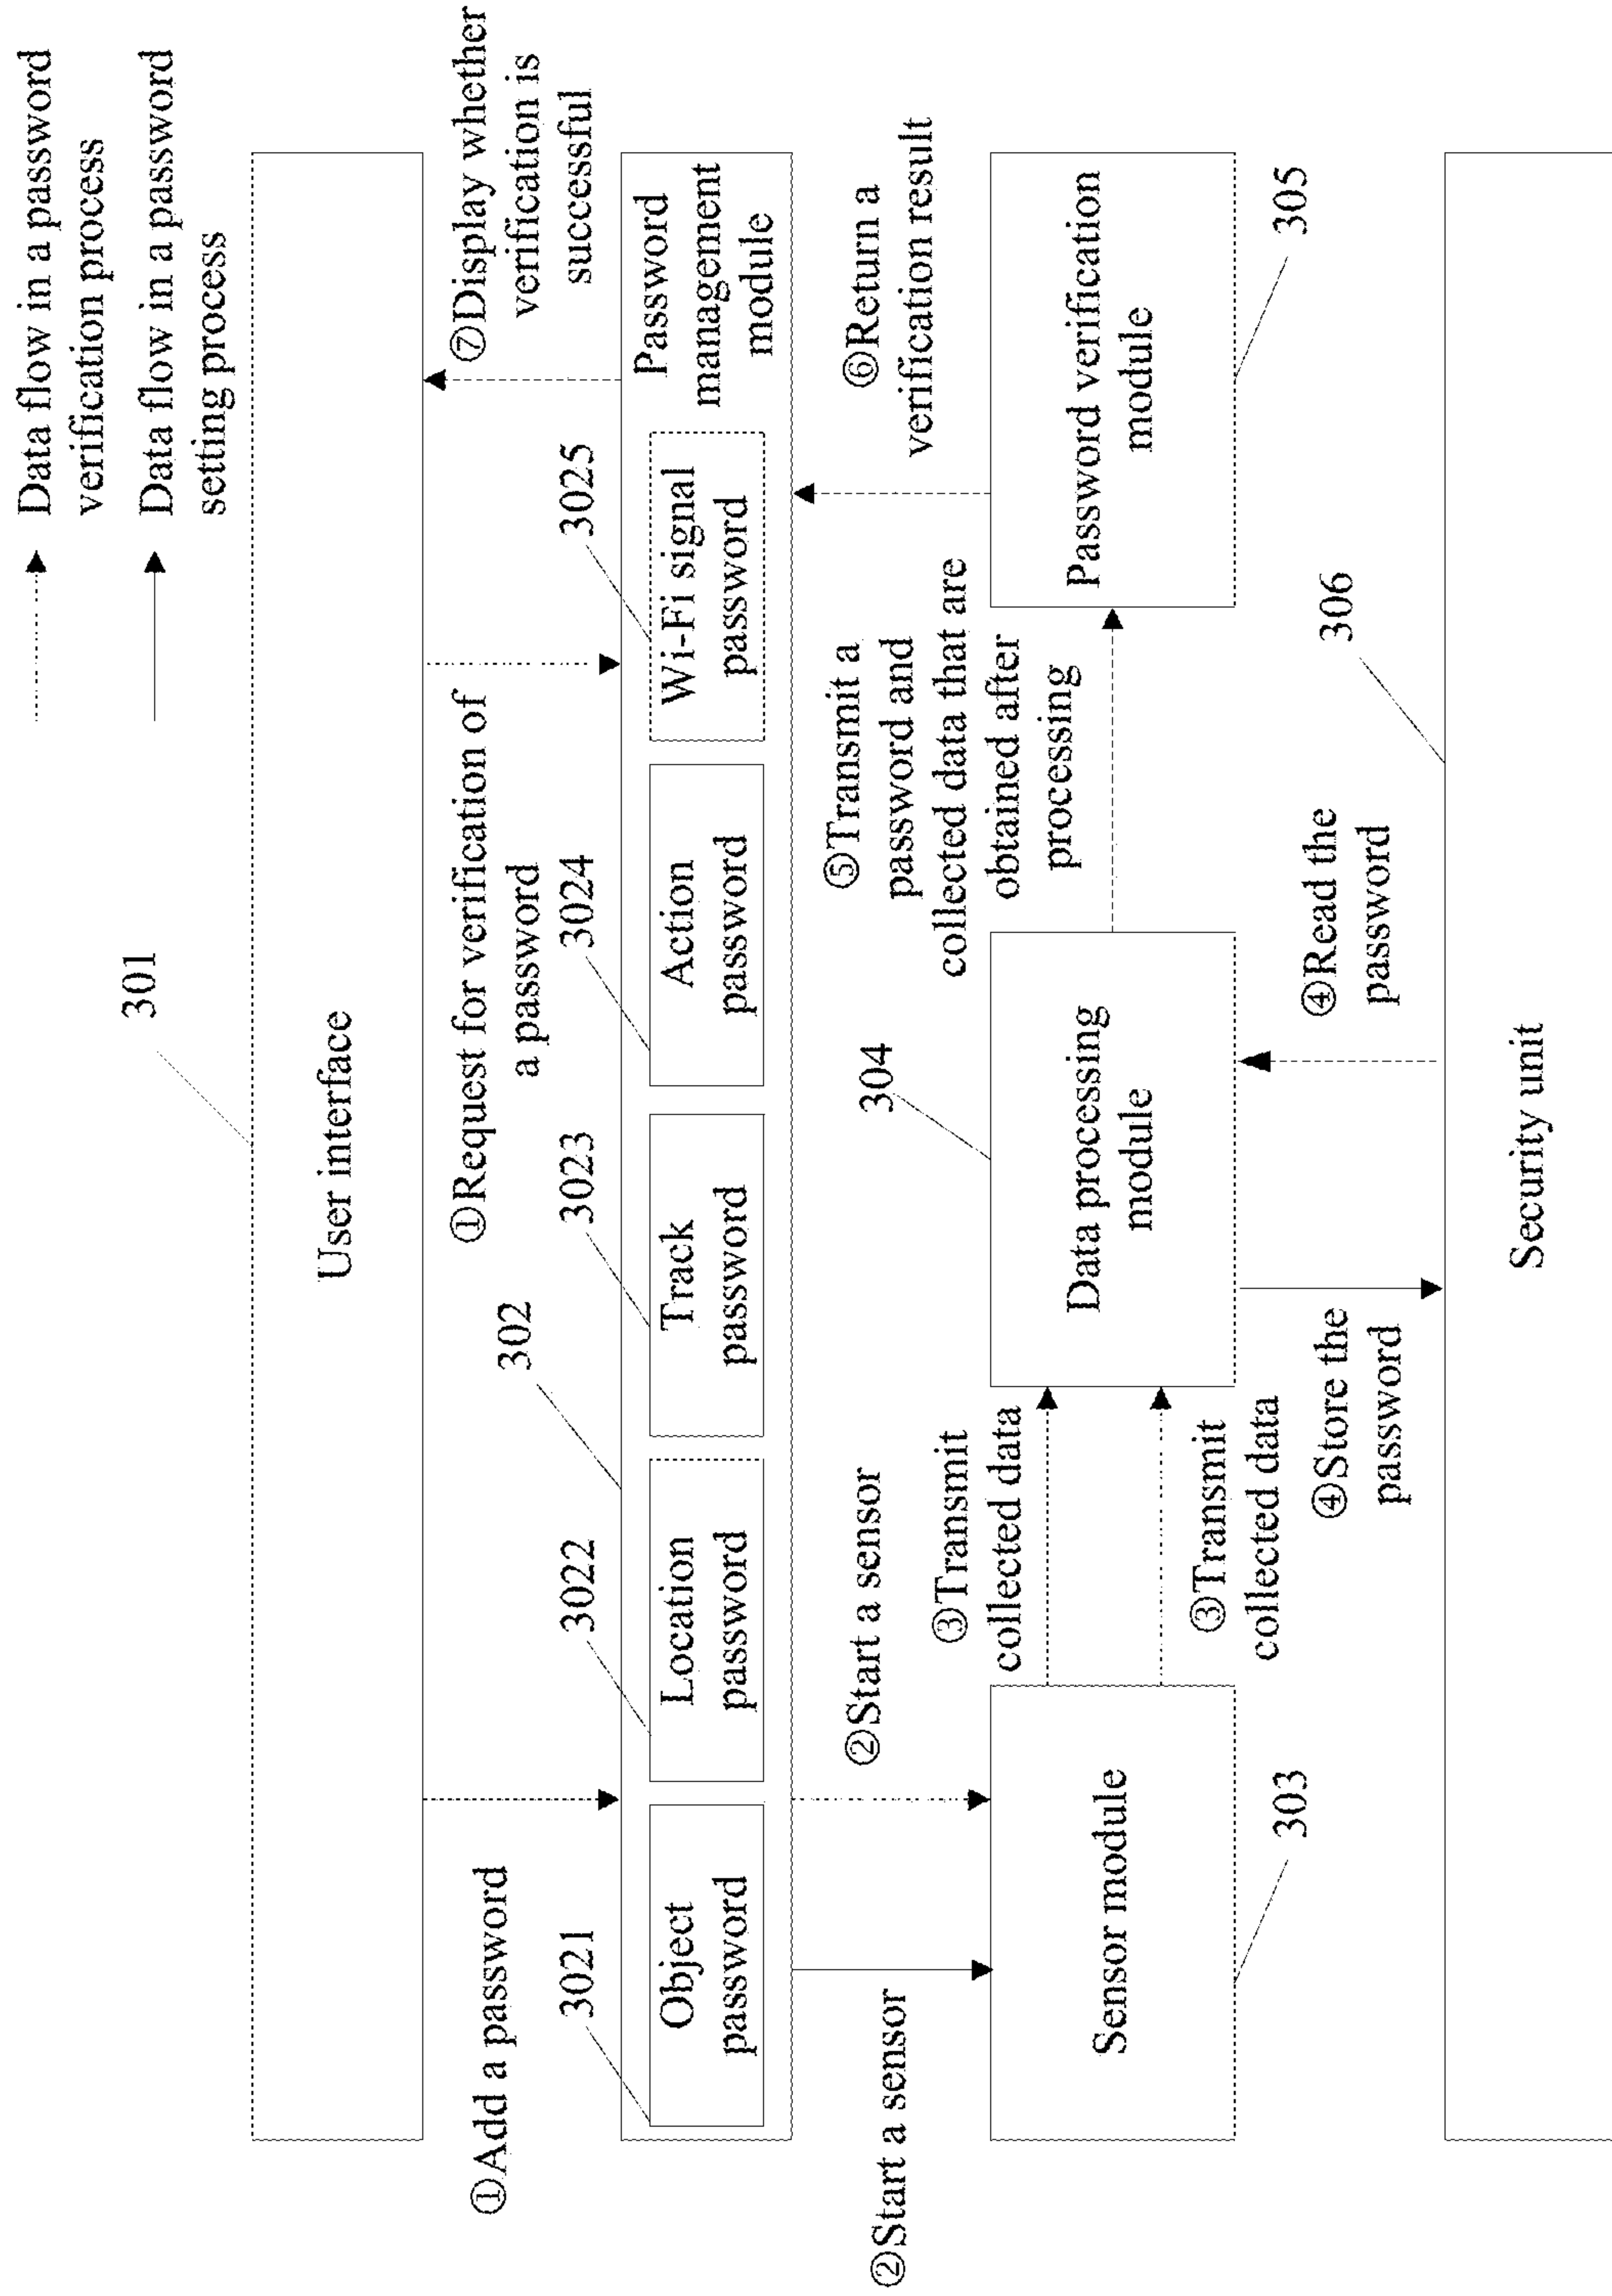 Data flow in a password
verification process
Data flow in a password
setting process
301
User interface
①Add a password
①Request for verification of
a password
⑦Display whether
verification is
successful
302
3021
3022
3023
3024
3025
Object
password
Location
password
Track
password
Action
password
Wi-Fi signal
password
Password
management
module
②Start a sensor
②Start a sensor
③Transmit
collected data
⑤Transmit a
password and
collected data that are
obtained after
processing
⑥Return a
verification result
304
Sensor module
Data processing
module
Password verification
module
303
③Transmit
collected data
305
④Store the
password
④Read the
password
306
Security unit